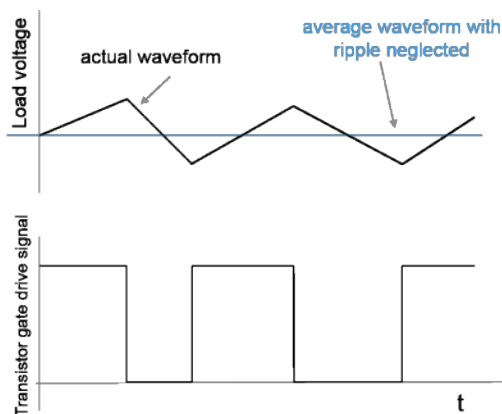 Load voltage
actual waveform
average waveform with
ripple neglected
Transistor gate drive signal
t